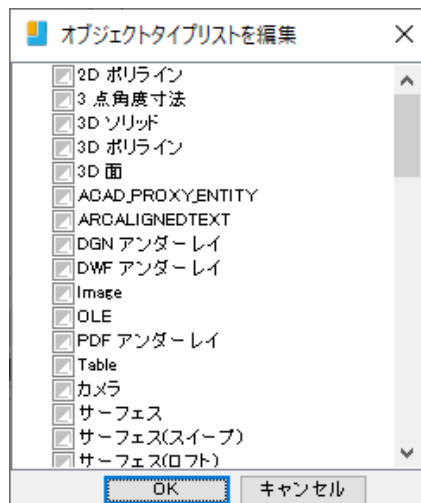 オブジェクトタイプリストを編集
2D ポリライン
3 点角度寸法
3D ソリッド
3D ポリライン
3D 面
ACAD_PROXY_ENTITY
ARCALIGNEDTEXT
DGN アンダーレイ
DWF アンダーレイ
Image
OLE
PDF アンダーレイ
Table
カメラ
サーフェス
サーフェス(スイープ)
サーフェス(ロフト)
OK
キャンセル